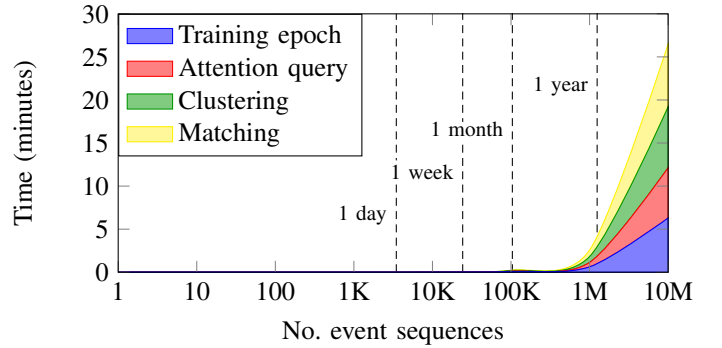 30
25
20
15
10
5
0
Time (minutes)
Training epoch
Attention query
Clustering
Matching
1 year
1 month
1 week
1 day
1 10 100 1K 10K 100K 1M 10M
No. event sequences